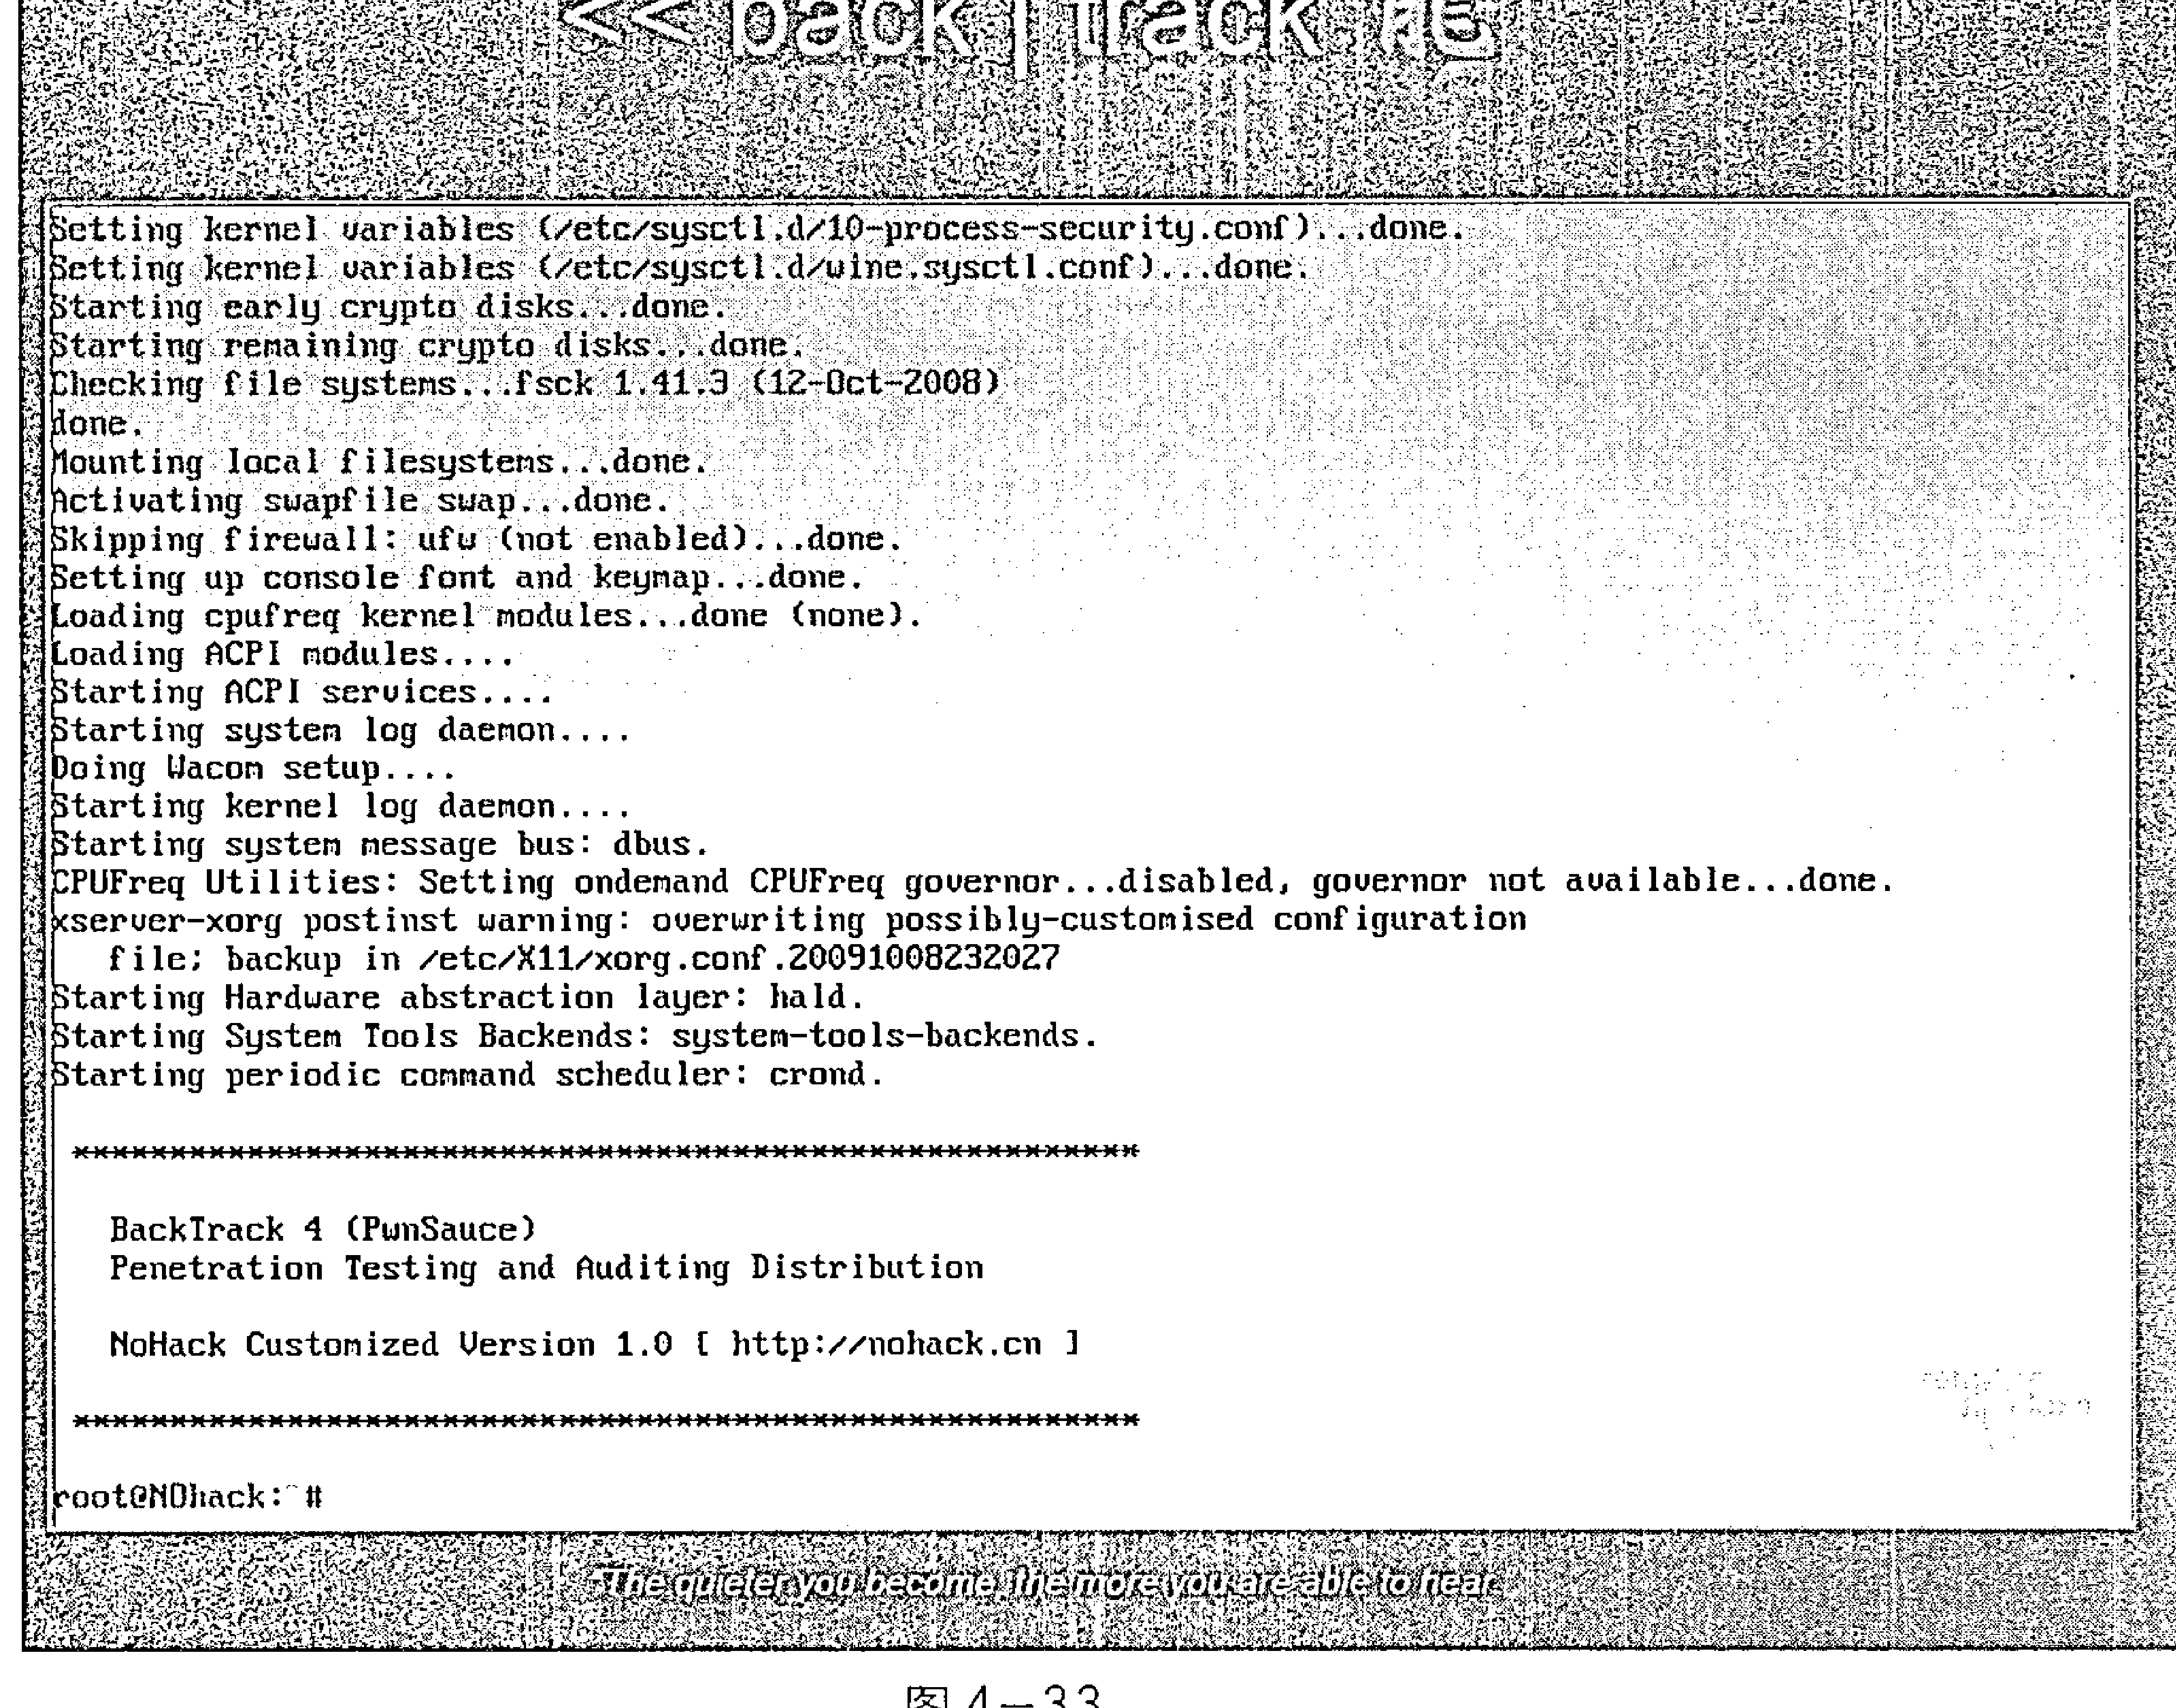 << back | track
Setting kernel variables (/etc/sysctl.d/10-process-security.conf)...done.
Setting kernel variables (/etc/sysctl.d/wine.sysctl.conf)...done.
Starting early crypto disks...done.
Starting remaining crypto disks...done.
Checking file systems...fsck 1.41.3 (12-Oct-2008)
done.
Mounting local filesystems...done.
Activating swapfile swap...done.
Skipping firewall: ufw (not enabled)...done.
Setting up console font and keymap...done.
Loading cpufreq kernel modules...done (none).
Loading ACPI modules....
Starting ACPI services....
Starting system log daemon....
Doing Wacom setup....
Starting kernel log daemon....
Starting system message bus: dbus.
CPUFreq Utilities: Setting ondemand CPUFreq governor...disabled, governor not available...done.
xserver-xorg postinst warning: overwriting possibly-customised configuration
file; backup in /etc/X11/xorg.conf.20091008232027
Starting Hardware abstraction layer: hald.
Starting System Tools Backends: system-tools-backends.
Starting periodic command scheduler: crond.
*******************************************************
BackTrack 4 (PwnSauce)
Penetration Testing and Auditing Distribution
NoHack Customized Version 1.0 [ http://nohack.cn ]
*******************************************************
root@NOhack:~#
"The quieter you become, the more you are able to hear
图 4-33